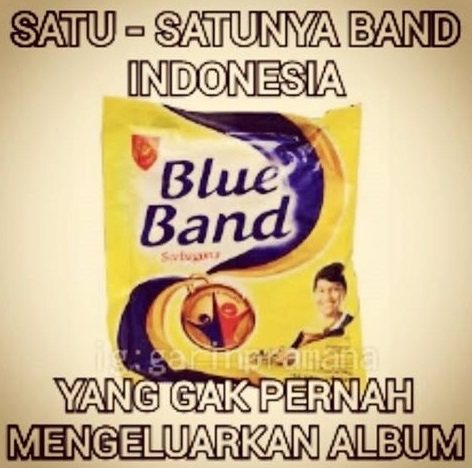 SATU - SATUNYA BAND
INDONESIA
Blue
Band
Serbaguna
YANG GAK PERNAH
MENGELUARKAN ALBUM